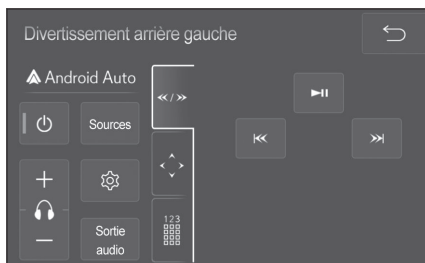 Divertissement arrière gauche
Android Auto
Sources
Sortie
audio
123